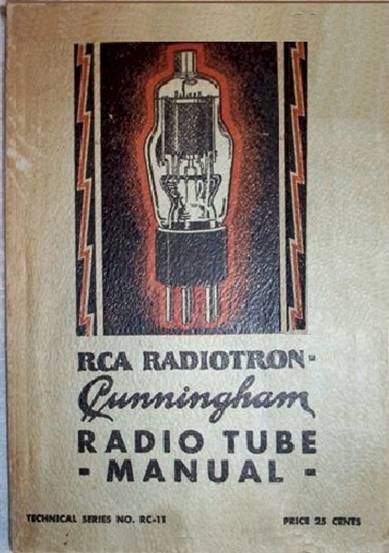 RCA RADIOTRON-
Cunningham
RADIO TUBE
- MANUAL -
TECHNICAL SERIES NO. RC-11 PRICE 25 CENTS